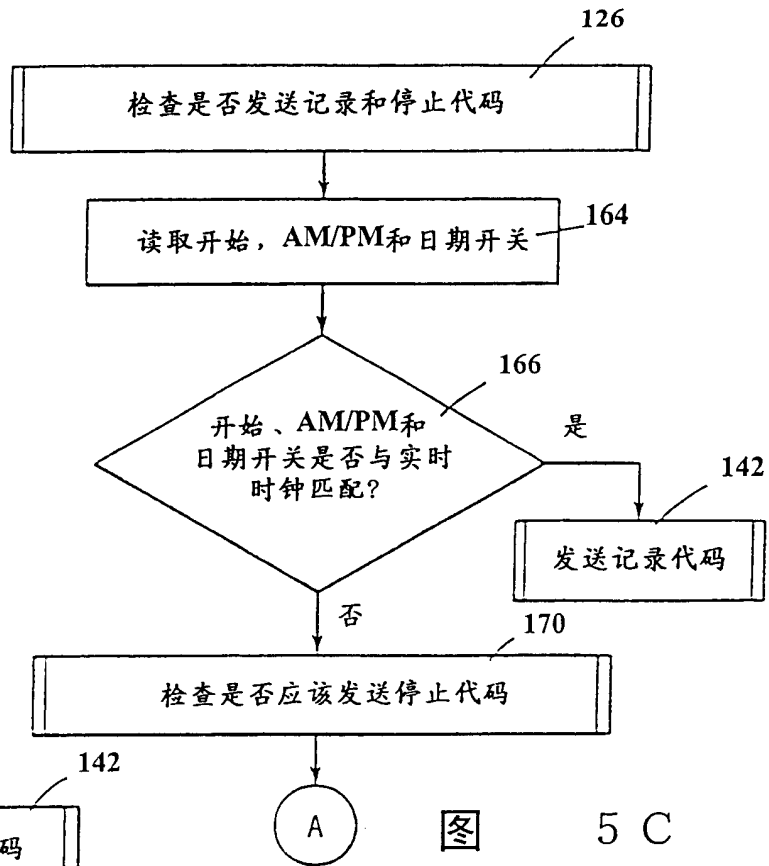 126
检查是否发送记录和停止代码
读取开始，AM/PM和日期开关
164
166
开始、AM/PM和
日期开关是否与实时
时钟匹配?
是
142
发送记录代码
否
170
检查是否应该发送停止代码
142
码
A
图 5C